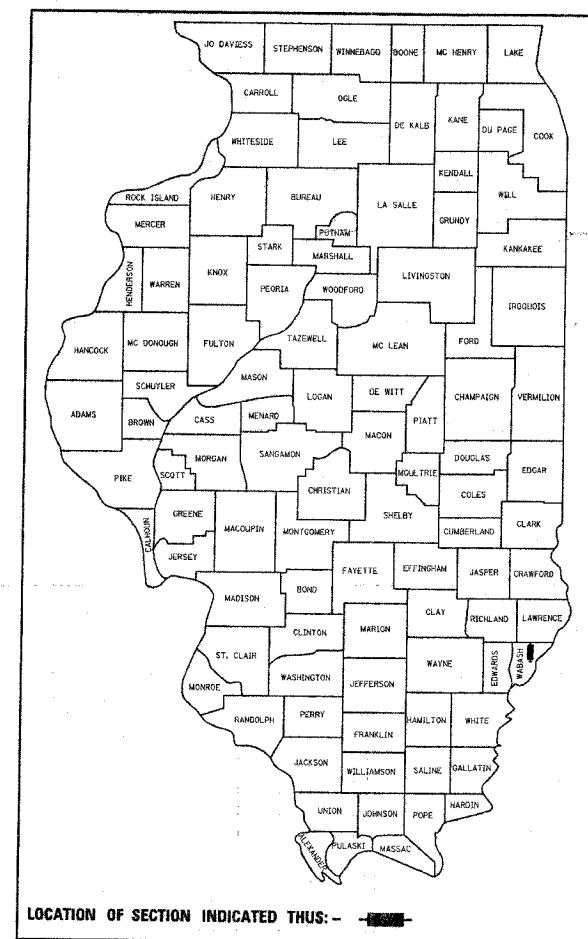 JO DAVIESS STEPHENSON WINNEBAGO BOONE MC HENRY LAKE
CARROLL OGLE DE KALB KANE DU PAGE COOK
WHITESIDE LEE KENDALL WILL
ROCK ISLAND HENRY BUREAU LA SALLE GRUNDY
MERCER PUTNAM KANKAKEE
STARK MARSHALL
HENDERSON WARREN KNOX PEORIA WOODFORD LIVINGSTON IROQUOIS
HANCOCK MC DONOUGH FULTON TAZEWELL MC LEAN FORD
SCHUYLER MASON LOGAN DE WITT CHAMPAIGN VERMILION
ADAMS BROWN CASS MENARD MACON PIATT
PIKE SCOTT MORGAN SANGAMON MOULTRIE DOUGLAS EDGAR
CHRISTIAN COLES
CALHOUN GREENE MACOUPIN MONTGOMERY SHELBY CUMBERLAND CLARK
JERSEY
FAYETTE EFFINGHAM JASPER CRAWFORD
MADISON BOND CLAY RICHLAND LAWRENCE
CLINTON MARION
ST. CLAIR WAYNE EDWARDS WABASH
MONROE WASHINGTON JEFFERSON
RANDOLPH PERRY HAMILTON WHITE
FRANKLIN
JACKSON WILLIAMSON SALINE GALLATIN
UNION JOHNSON POPE HARDIN
ALEXANDER PULASKI MASSAC
LOCATION OF SECTION INDICATED THUS: -